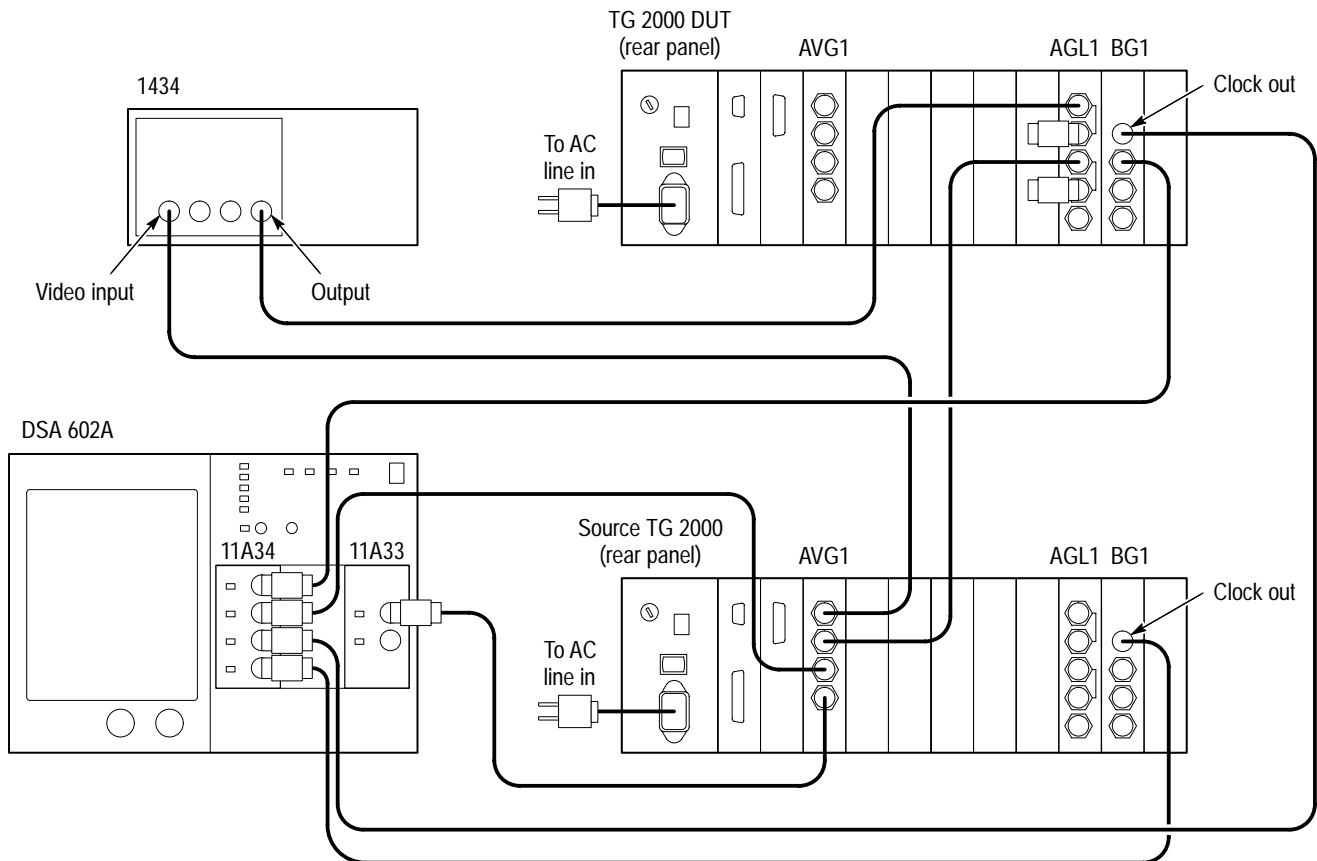 TG 2000 DUT
(rear panel)
AVG1
AGL1 BG1
Clock out
1434
To AC
line in
Video input
Output
DSA 602A
11A34
11A33
Source TG 2000
(rear panel)
AVG1
AGL1 BG1
Clock out
To AC
line in